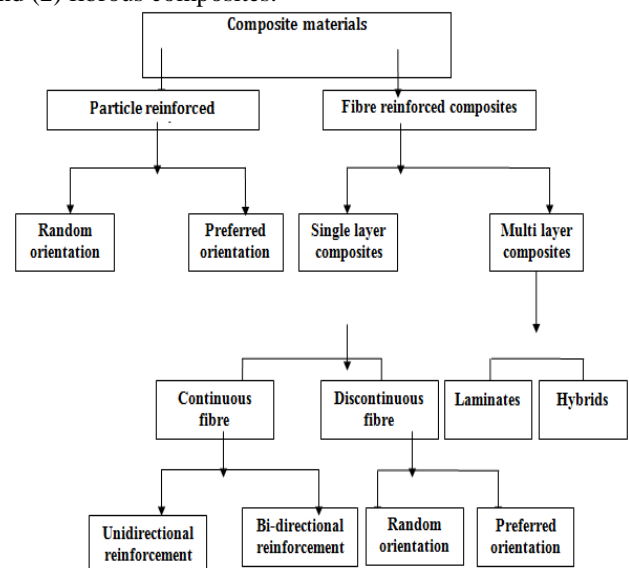 nd (2) fibrous composites.
Composite materials
Particle reinforced
Fibre reinforced composites
Random
orientation
Preferred
orientation
Single layer
composites
Multi layer
composites
Continuous
fibre
Discontinuous
fibre
Laminates
Hybrids
Unidirectional
reinforcement
Bi-directional
reinforcement
Random
orientation
Preferred
orientation